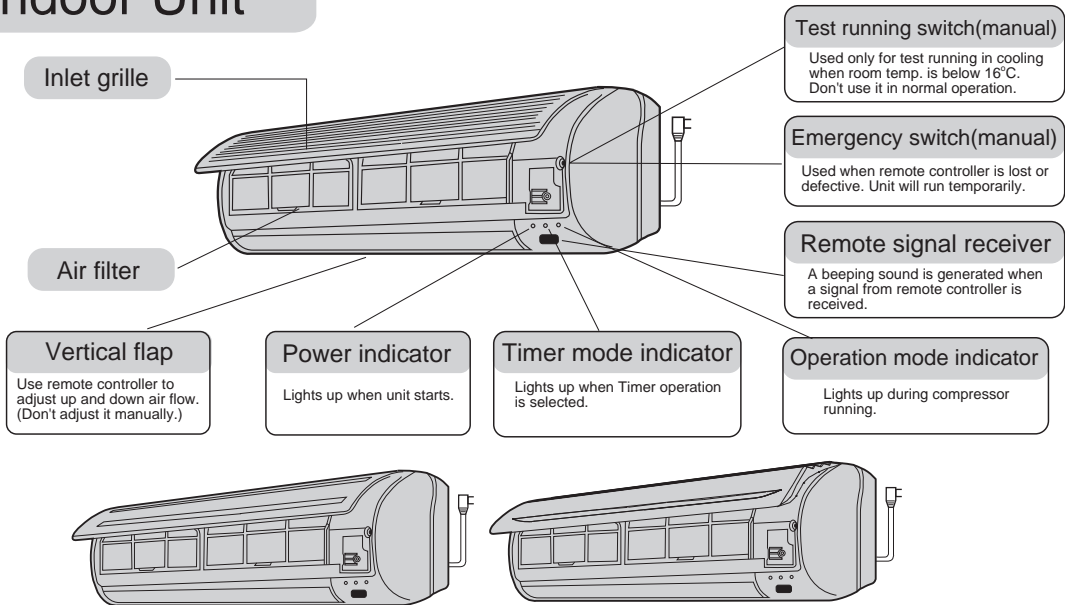 Indoor Unit
Inlet grille
Air filter
Test running switch(manual)
Used only for test running in cooling
when room temp. is below 16°C.
Don't use it in normal operation.
Emergency switch(manual)
Used when remote controller is lost or
defective. Unit will run temporarily.
Remote signal receiver
A beeping sound is generated when
a signal from remote controller is
received.
Vertical flap
Use remote controller to
adjust up and down air flow.
(Don't adjust it manually.)
Power indicator
Lights up when unit starts.
Timer mode indicator
Lights up when Timer operation
is selected.
Operation mode indicator
Lights up during compressor
running.